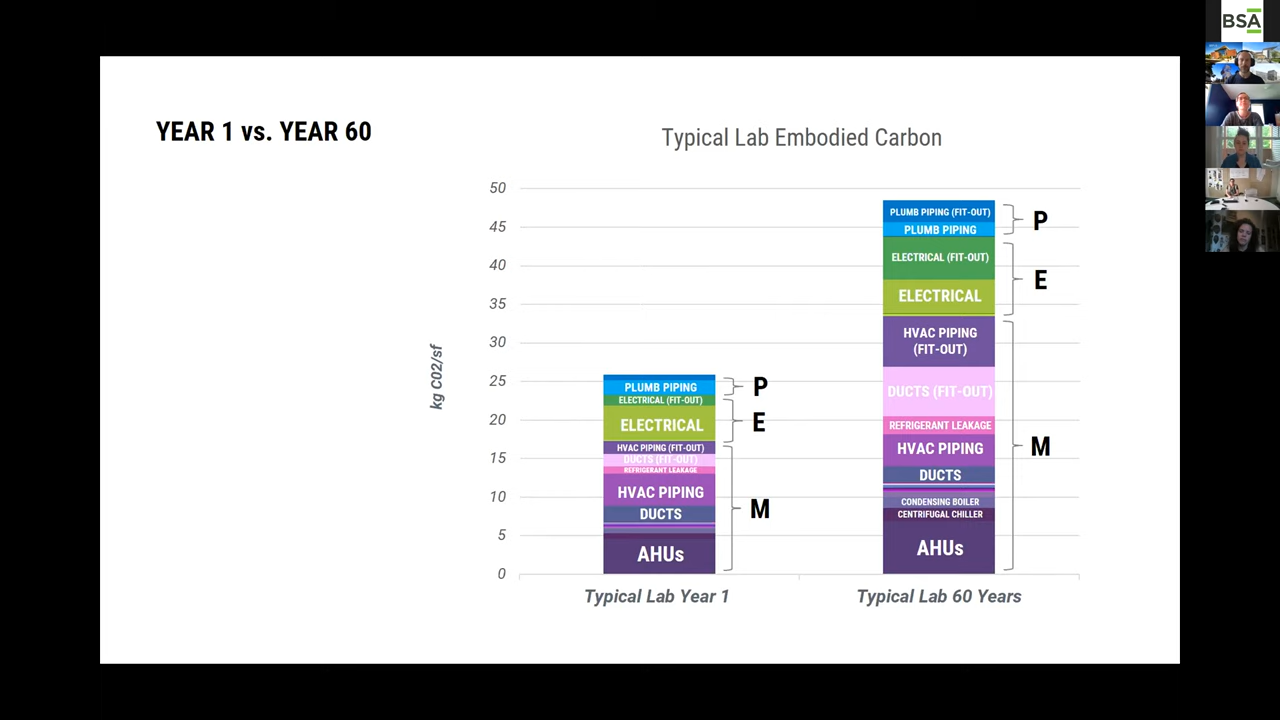 BSA
YEAR 1 vs. YEAR 60
Typical Lab Embodied Carbon
kg C02/sf
50
45
40
35
30
25
20
15
10
5
0
PLUMB PIPING
ELECTRICAL (FIT-OUT)
ELECTRICAL
HVAC PIPING (FIT-OUT)
DUCTS (FIT-OUT)
REFRIGERANT LEAKAGE
HVAC PIPING
DUCTS
AHUs
P
E
M
PLUMB PIPING (FIT-OUT)
PLUMB PIPING
ELECTRICAL (FIT-OUT)
ELECTRICAL
HVAC PIPING
(FIT-OUT)
DUCTS (FIT-OUT)
REFRIGERANT LEAKAGE
HVAC PIPING
DUCTS
CONDENSING BOILER
CENTRIFUGAL CHILLER
AHUs
P
E
M
Typical Lab Year 1
Typical Lab 60 Years